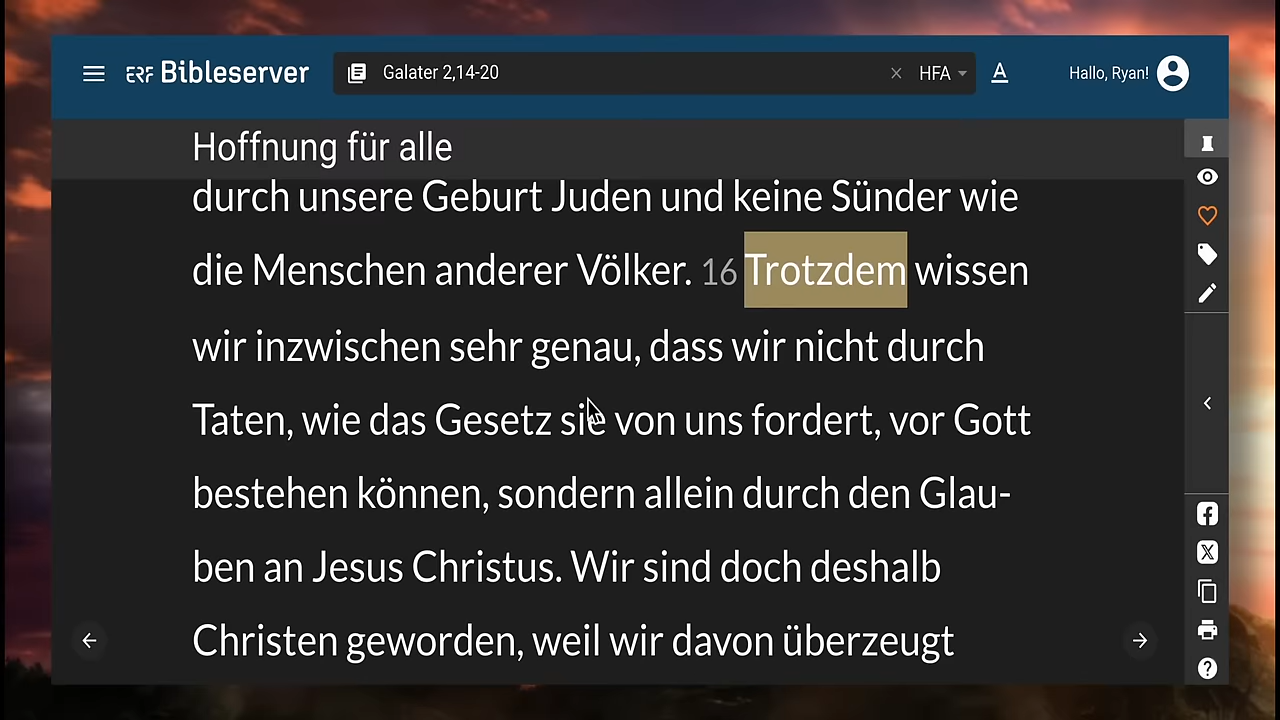 ERF Bibleserver
Galater 2,14-20
HFA
A
Hallo, Ryan!
Hoffnung für alle
durch unsere Geburt Juden und keine Sünder wie
die Menschen anderer Völker. 16 Trotzdem wissen
wir inzwischen sehr genau, dass wir nicht durch
Taten, wie das Gesetz sie von uns fordert, vor Gott
bestehen können, sondern allein durch den Glau-
ben an Jesus Christus. Wir sind doch deshalb
Christen geworden, weil wir davon überzeugt